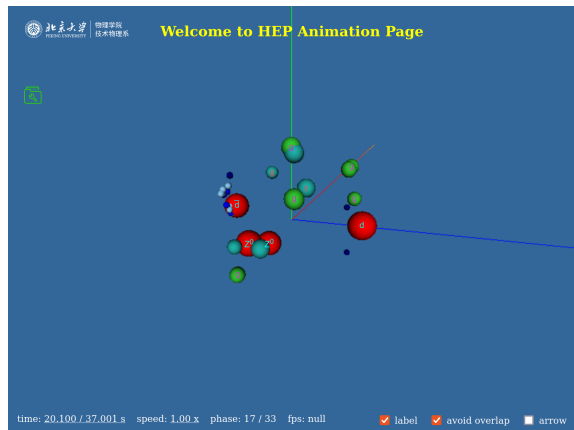 北京大学
PEKING UNIVERSITY
物理学院
技术物理系
Welcome to HEP Animation Page
d
d
Z⁰ Z⁰
time: 20.100 / 37.001 s speed: 1.00 x phase: 17 / 33 fps: null
label avoid overlap arrow